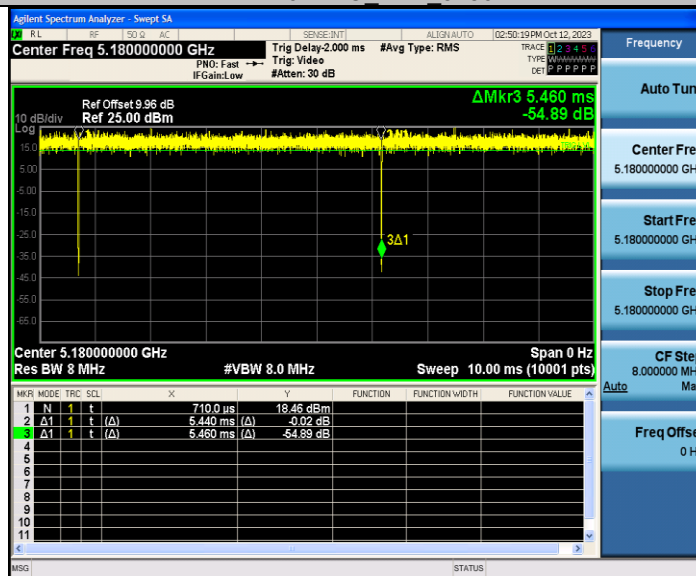 Agilent Spectrum Analyzer - Swept SA
RL RF 50 Ω AC SENSE:INT ALIGN AUTO 02:50:19 PM Oct 12, 2023
Center Freq 5.180000000 GHz
PNO: Fast
IFGain:Low
Trig Delay-2.000 ms
Trig: Video
#Atten: 30 dB
#Avg Type: RMS
TRACE 1 2 3 4 5 6
TYPE
DET P P P P P P
Frequency
Auto Tun
Center Fre
5.180000000 GH
Start Fre
5.180000000 GH
Stop Fre
5.180000000 GH
CF Ste
8.000000 MH
Auto Ma
Freq Offse
0 H
ΔMkr3 5.460 ms
-54.89 dB
Ref Offset 9.96 dB
10 dB/div Ref 25.00 dBm
Log
15.0
5.00
-5.00
-15.0
-25.0
-35.0
-45.0
-55.0
-65.0
3Δ1
Center 5.180000000 GHz Span 0 Hz
Res BW 8 MHz #VBW 8.0 MHz Sweep 10.00 ms (10001 pts)
MKR MODE TRC SCL X Y FUNCTION FUNCTION WIDTH FUNCTION VALUE
1 N 1 t 710.0 µs 18.46 dBm
2 Δ1 1 t (Δ) 5.440 ms (Δ) -0.02 dB
3 Δ1 1 t (Δ) 5.460 ms (Δ) -54.89 dB
4
5
6
7
8
9
10
11
MSG STATUS